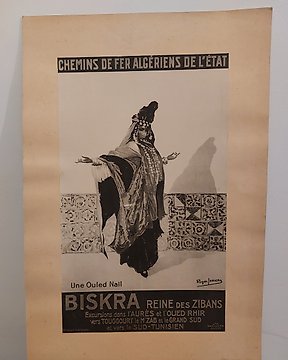 CHEMINS DE FER ALGÉRIENS DE L'ÉTAT
Une Ouled Naïl
BISKRA REINE DES ZIBANS
Excursions dans l'AURÈS et l'OUED RHIR
vers TOUGGOURT le M'ZAB et le GRAND SUD
et vers le SUD-TUNISIEN